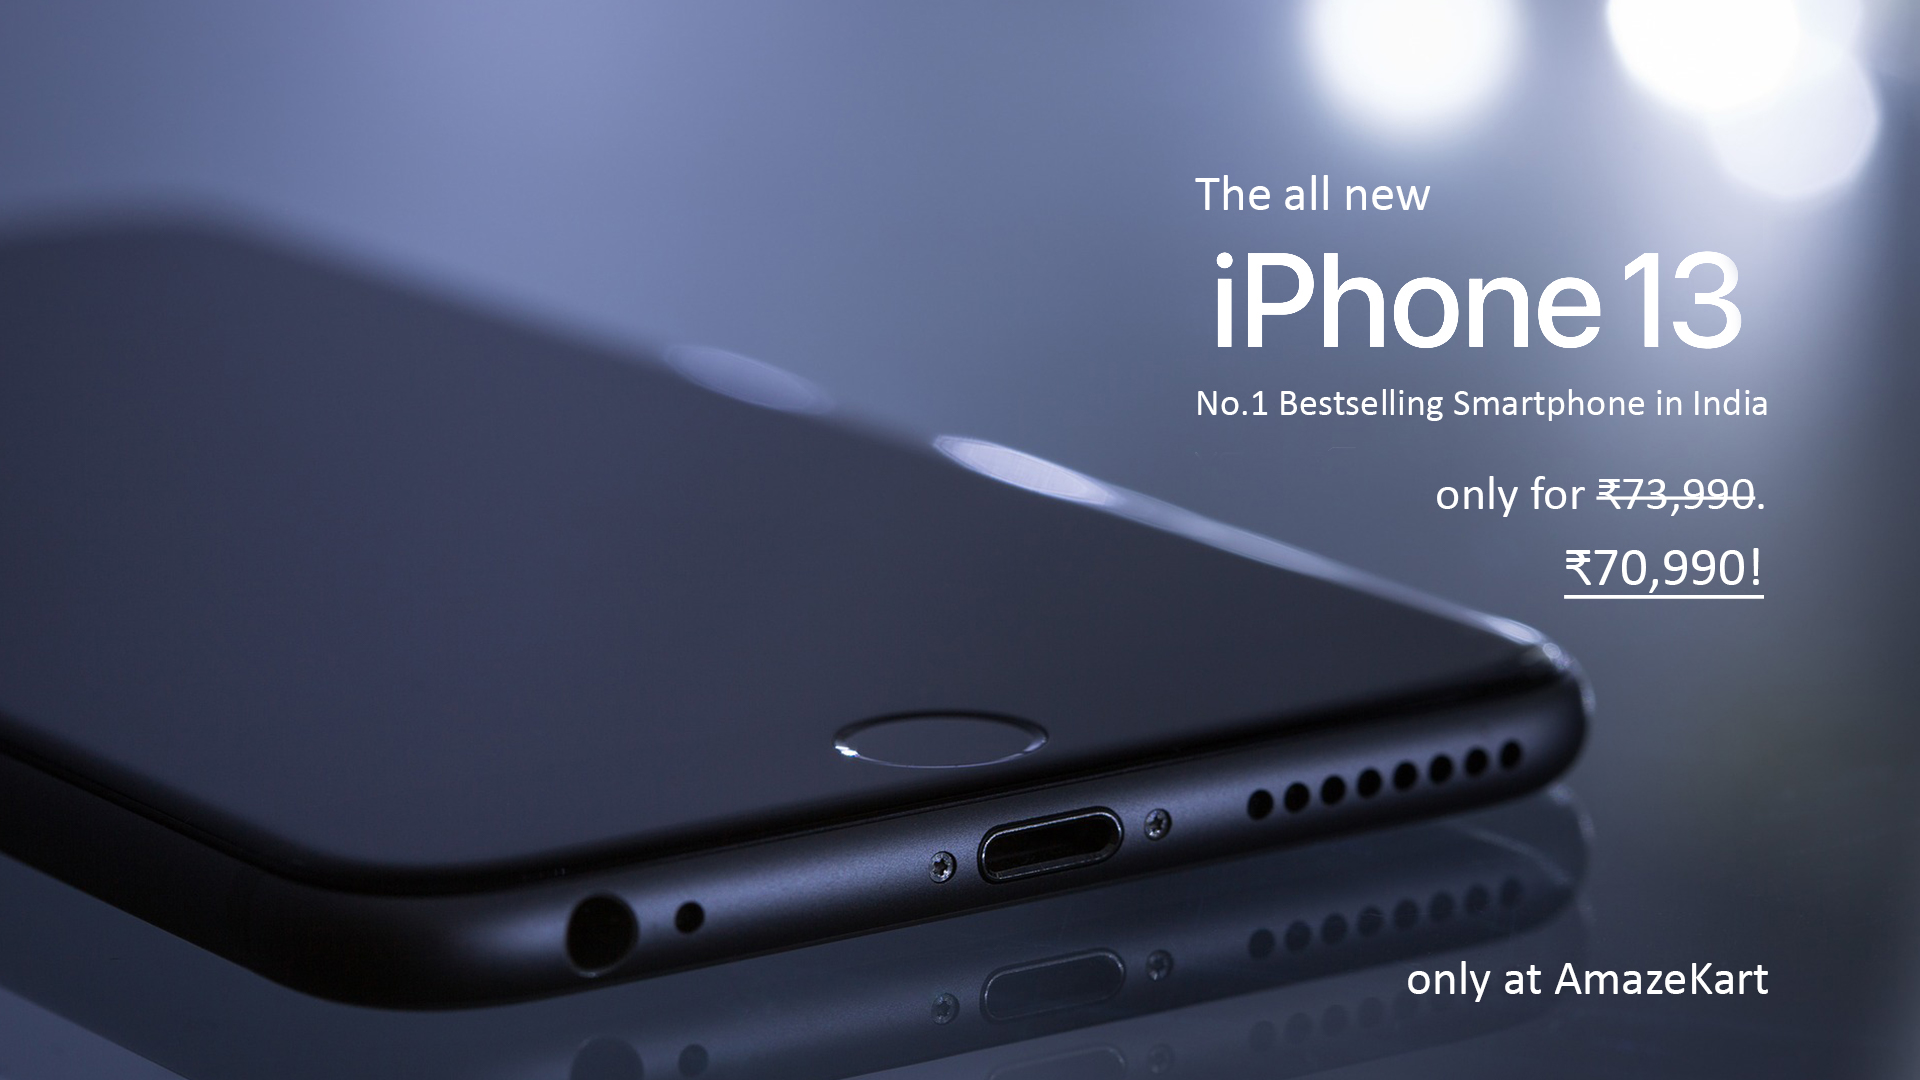 The all new
iPhone 13
No.1 Bestselling Smartphone in India
only for ₹73,990.
₹70,990!
only at AmazeKart